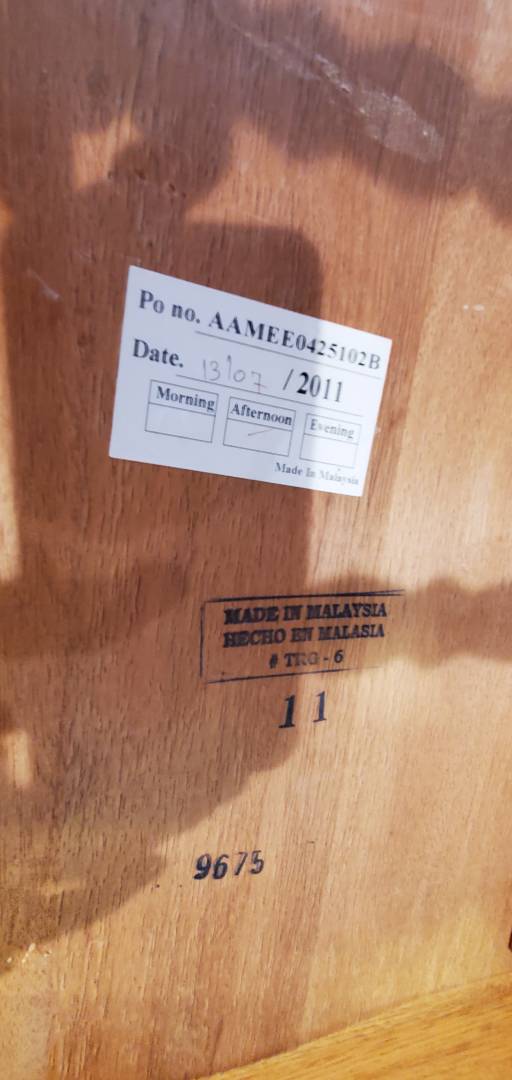 Po no. AAMEE0425102B
Date. 13/07 /2011
Morning Afternoon Evening
Made In Malaysia
MADE IN MALAYSIA
HECHO EN MALASIA
# TRG - 6
11
9675